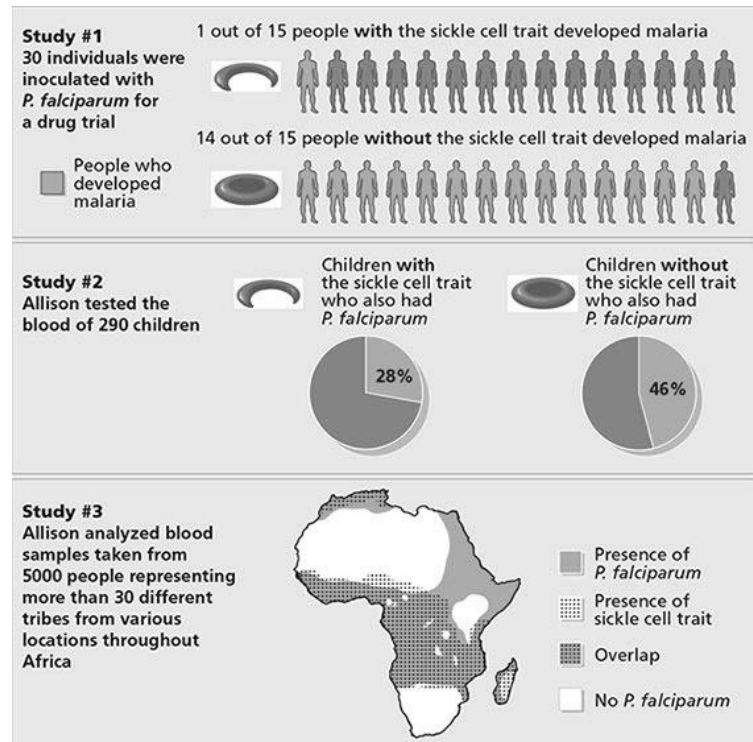 Study #1
30 individuals were
inoculated with
P. falciparum for
a drug trial
People who
developed
malaria
1 out of 15 people with the sickle cell trait developed malaria
14 out of 15 people without the sickle cell trait developed malaria
Study #2
Allison tested the
blood of 290 children
Children with
the sickle cell trait
who also had
P. falciparum
28%
Children without
the sickle cell trait
who also had
P. falciparum
46%
Study #3
Allison analyzed blood
samples taken from
5000 people representing
more than 30 different
tribes from various
locations throughout
Africa
Presence of
P. falciparum
Presence of
sickle cell trait
Overlap
No P. falciparum